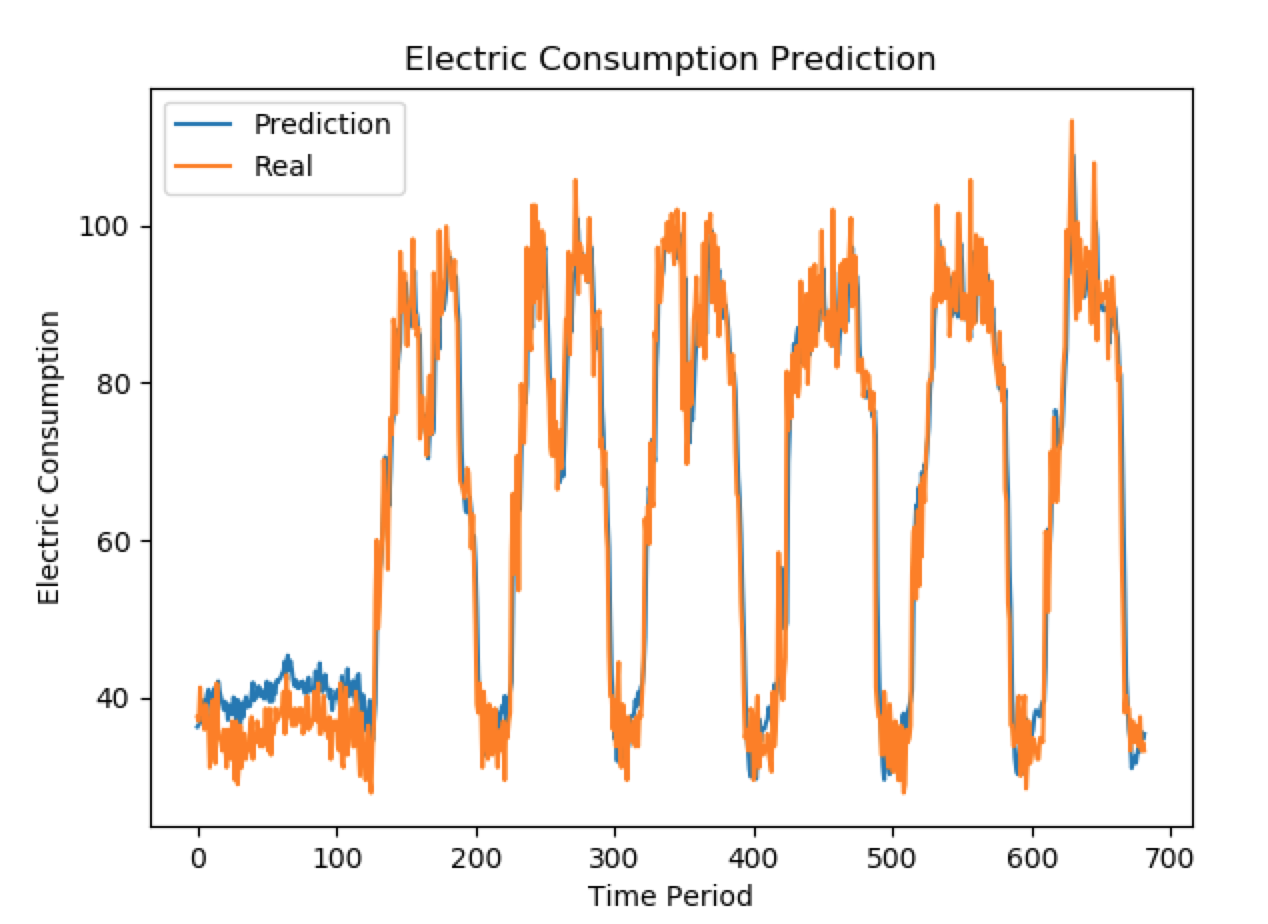 Electric Consumption Prediction
Prediction
Real
100
80
60
40
Electric Consumption
0 100 200 300 400 500 600 700
Time Period